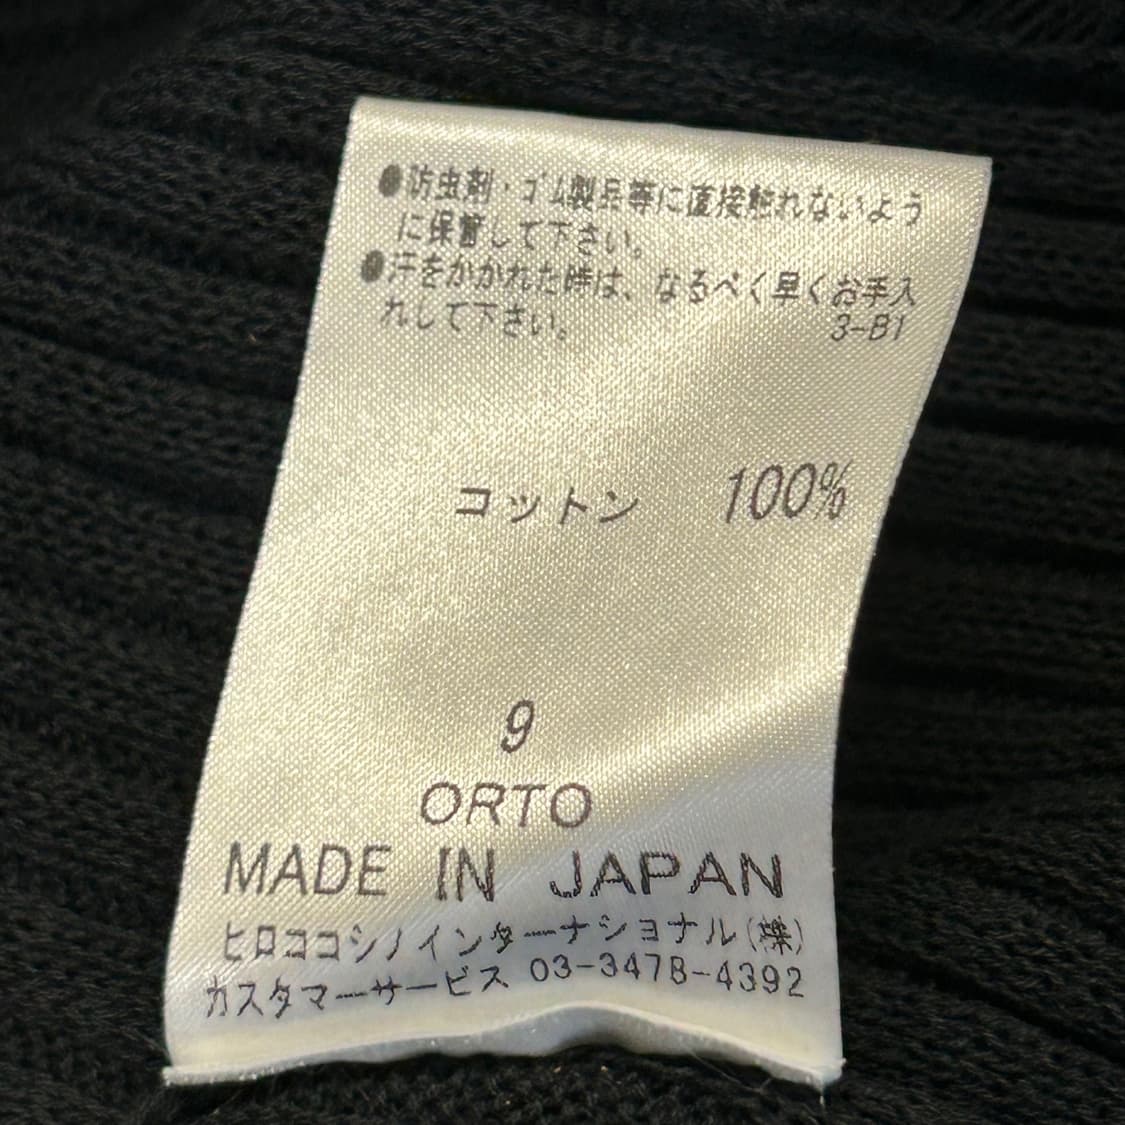 ●防虫剤・ゴム製品等に直接触れないよう
に保管して下さい。
●汗をかかれた時は、なるべく早くお手入
れして下さい。
3-B1
コットン 100%
9
ORTO
MADE IN JAPAN
ヒロココシノインターナショナル(株)
カスタマーサービス 03-3478-4392